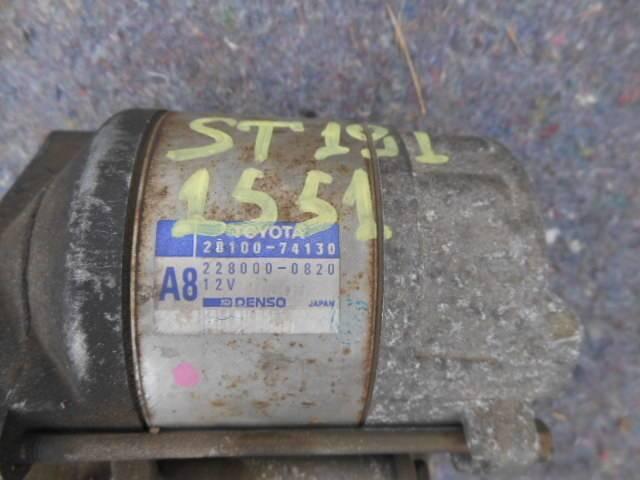 ST191
1551
TOYOTA
28100-74130
228000-0820
A8 12V
DENSO JAPAN